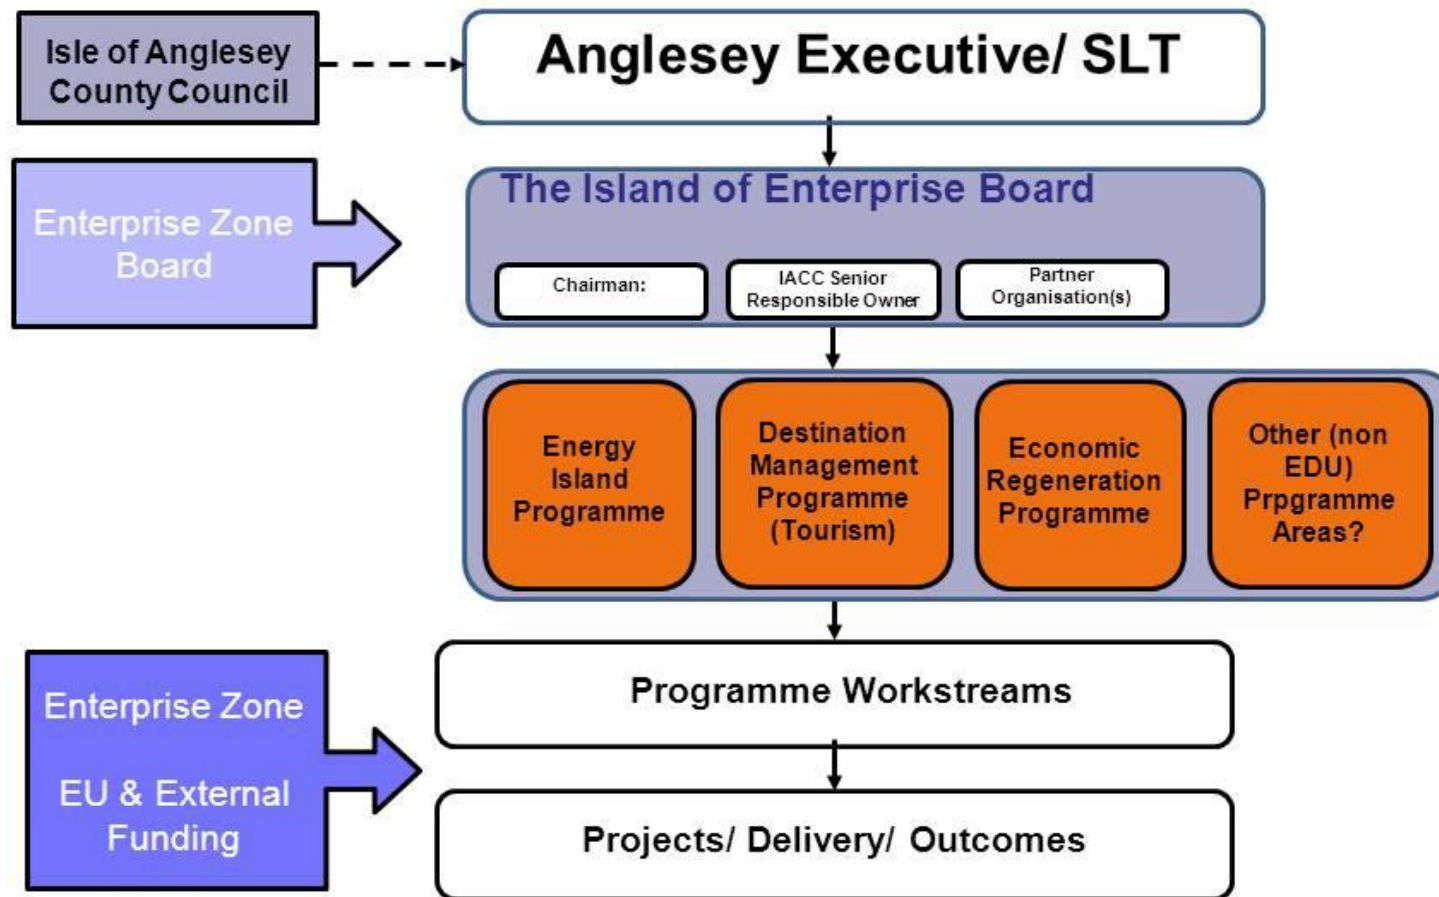 Isle of Anglesey
County Council
Anglesey Executive/ SLT
Enterprise Zone
Board
The Island of Enterprise Board
Chairman:
IACC Senior
Responsible Owner
Partner
Organisation(s)
Energy
Island
Programme
Destination
Management
Programme
(Tourism)
Economic
Regeneration
Programme
Other (non
EDU)
Prpgramme
Areas?
Enterprise Zone
EU & External
Funding
Programme Workstreams
Projects/ Delivery/ Outcomes